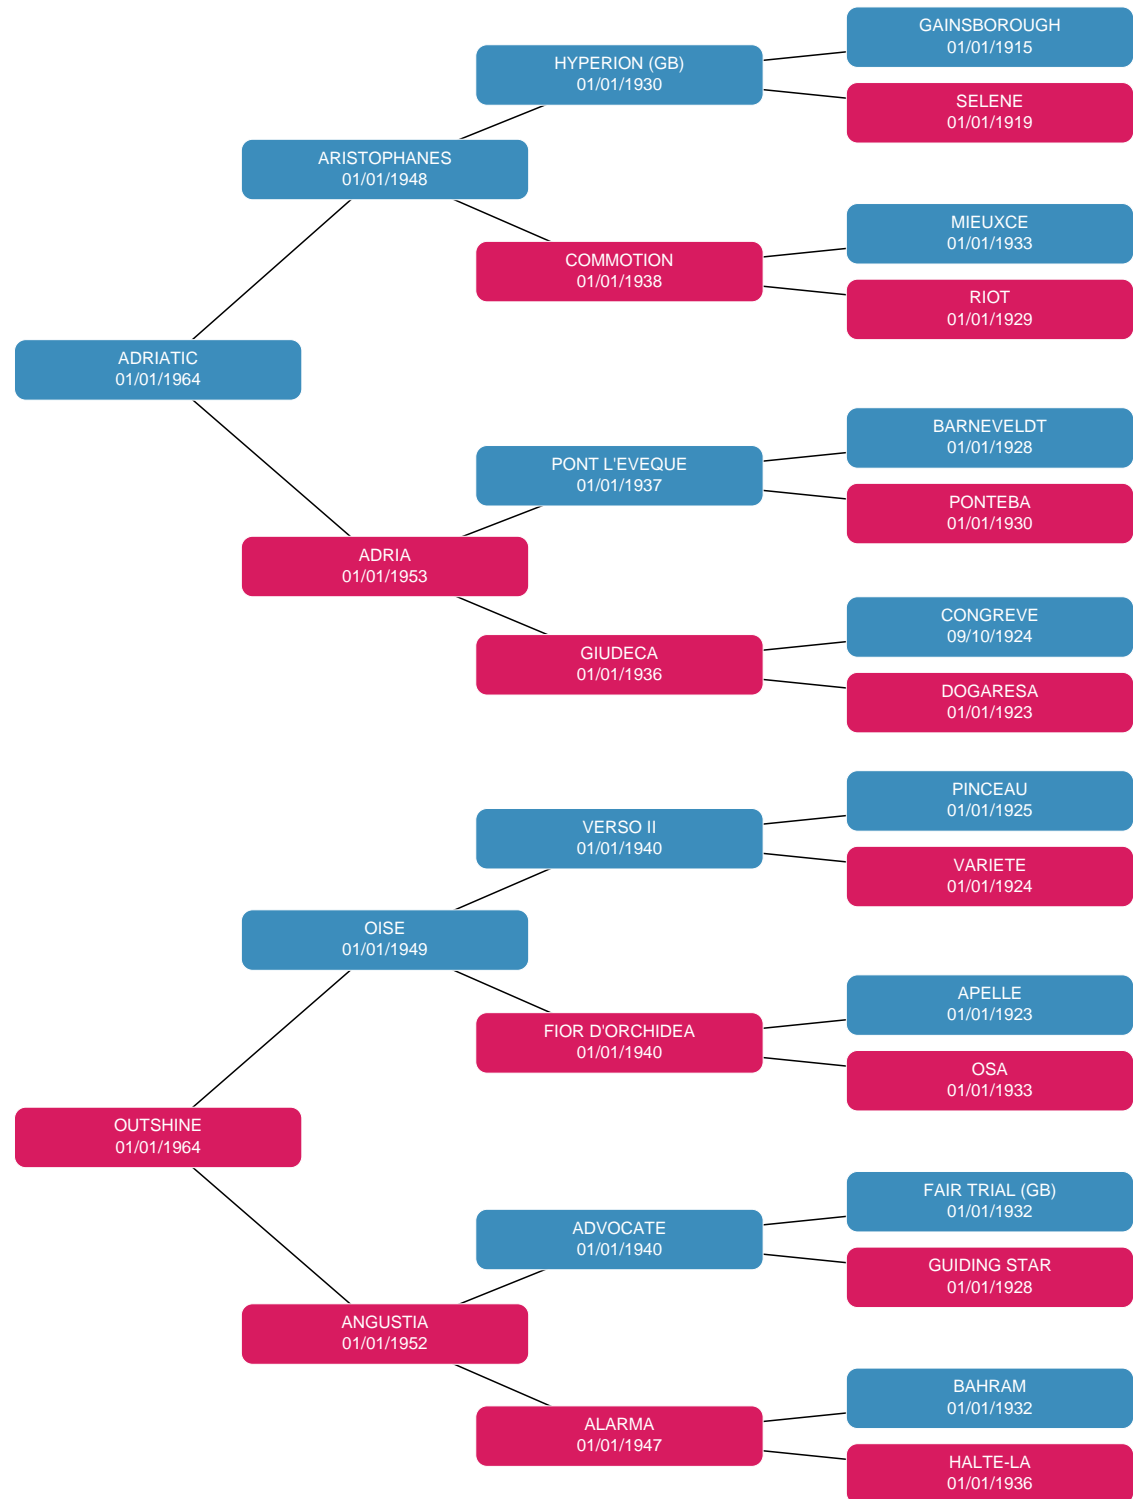 GAINSBOROUGH
01/01/1915
HYPERION (GB)
01/01/1930
SELENE
01/01/1919
ARISTOPHANES
01/01/1948
MIEUXCE
01/01/1933
COMMOTION
01/01/1938
RIOT
01/01/1929
ADRIATIC
01/01/1964
BARNEVELDT
01/01/1928
PONT L'EVEQUE
01/01/1937
PONTEBA
01/01/1930
ADRIA
01/01/1953
CONGREVE
09/10/1924
GIUDECA
01/01/1936
DOGARESA
01/01/1923
PINCEAU
01/01/1925
VERSO II
01/01/1940
VARIETE
01/01/1924
OISE
01/01/1949
APELLE
01/01/1923
FIOR D'ORCHIDEA
01/01/1940
OSA
01/01/1933
OUTSHINE
01/01/1964
FAIR TRIAL (GB)
01/01/1932
ADVOCATE
01/01/1940
GUIDING STAR
01/01/1928
ANGUSTIA
01/01/1952
BAHRAM
01/01/1932
ALARMA
01/01/1947
HALTE-LA
01/01/1936